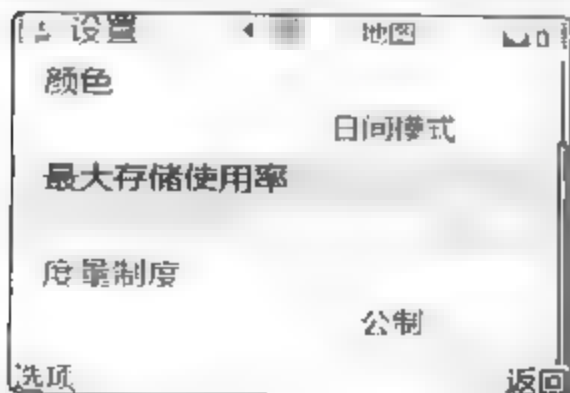 设置 地图
颜色
日间模式
最大存储使用率
度量制度
公制
选项 返回